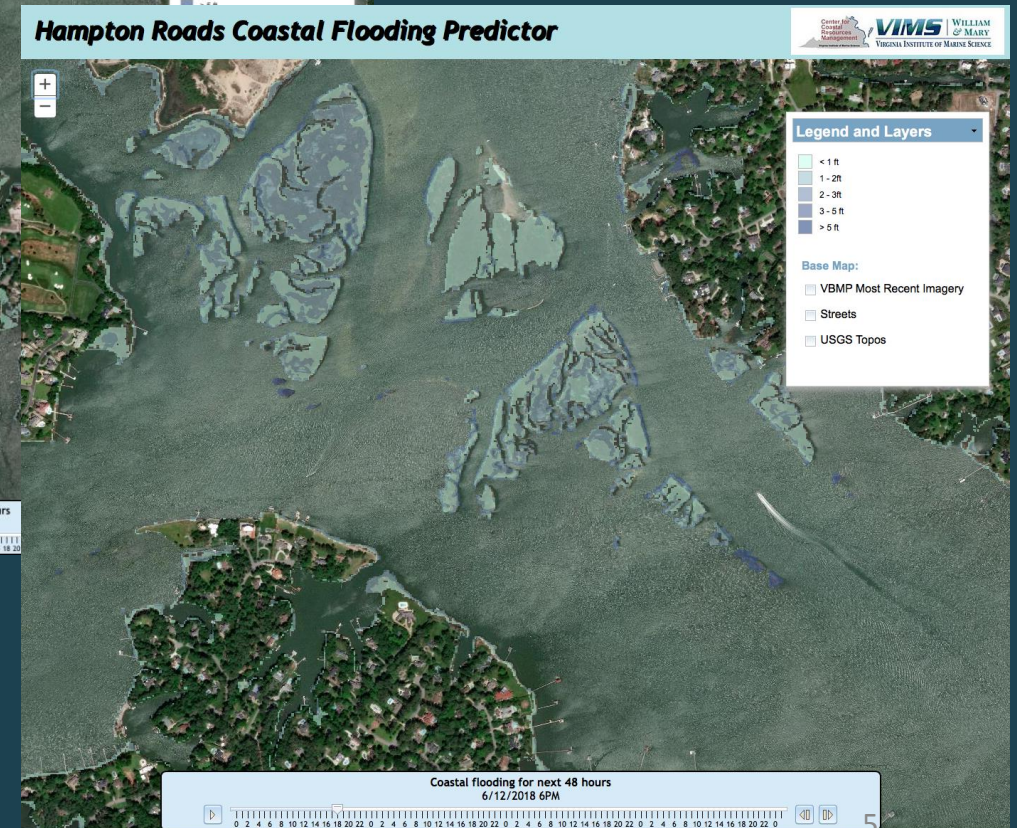 Hampton Roads Coastal Flooding Predictor
Center for
Coastal
Resources
Management
VIMS
WILLIAM
& MARY
VIRGINIA INSTITUTE OF MARINE SCIENCE
+
−
Legend and Layers
< 1 ft
1 - 2ft
2 - 3ft
3 - 5 ft
> 5 ft
Base Map:
VBMP Most Recent Imagery
Streets
USGS Topos
urs
18 20
Coastal flooding for next 48 hours
6/12/2018 6PM
0 2 4 6 8 10 12 14 16 18 20 22 0 2 4 6 8 10 12 14 16 18 20 22 0 2 4 6 8 10 12 14 16 18 20 22 0 2 4 6 8 10 12 14 16 18 20 22 0
5